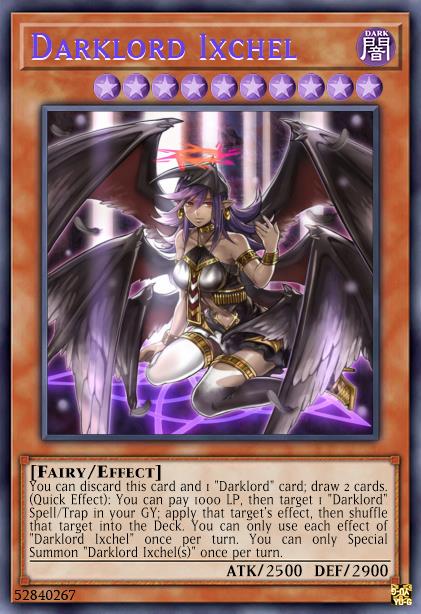 DARKLORD IXCHEL
DARK
闇
[FAIRY/EFFECT]
You can discard this card and 1 "Darklord" card; draw 2 cards.
(Quick Effect): You can pay 1000 LP, then target 1 "Darklord"
Spell/Trap in your GY; apply that target's effect, then shuffle
that target into the Deck. You can only use each effect of
"Darklord Ixchel" once per turn. You can only Special
Summon "Darklord Ixchel(s)" once per turn.
ATK/2500 DEF/2900
52840267